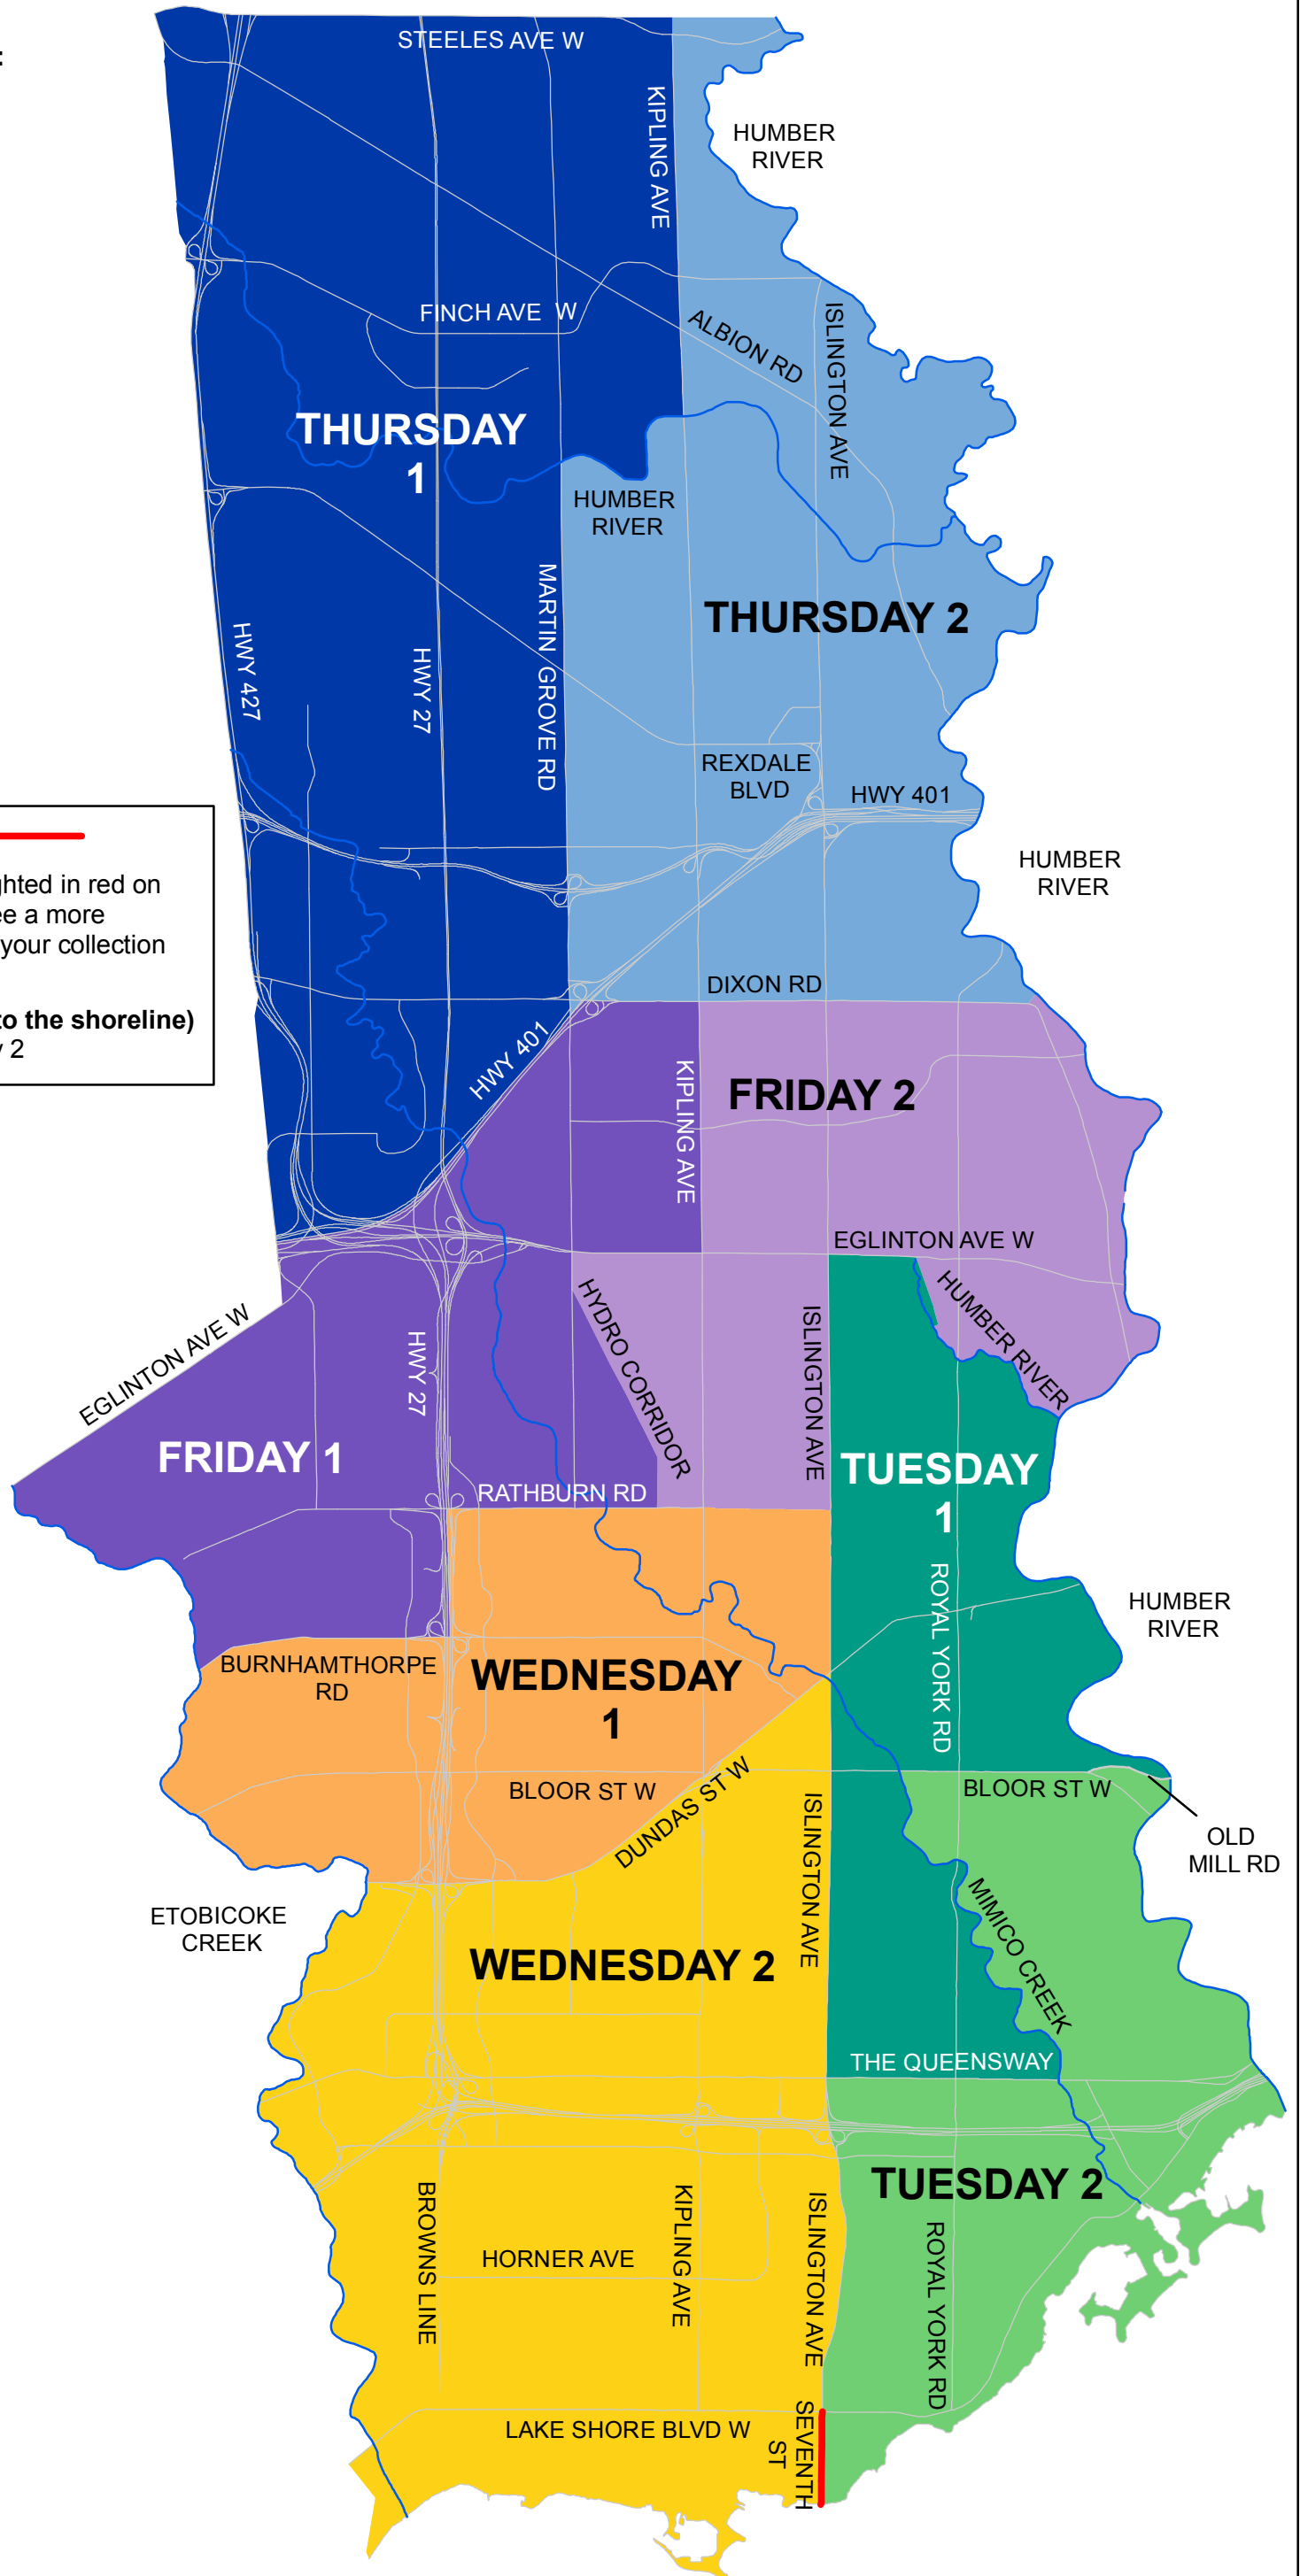 :
STEELES AVE W
KIPLING AVE
HUMBER
RIVER
FINCH AVE W
ALBION RD
ISLINGTON AVE
THURSDAY
1
HUMBER
RIVER
MARTIN GROVE RD
THURSDAY 2
HWY 427
HWY 27
REXDALE
BLVD
HWY 401
HUMBER
RIVER
ghted in red on
ee a more
your collection
to the shoreline)
y 2
DIXON RD
HWY 401
KIPLING AVE
FRIDAY 2
EGLINTON AVE W
HUMBER RIVER
HYDRO CORRIDOR
ISLINGTON AVE
EGLINTON AVE W
HWY 27
FRIDAY 1
TUESDAY
1
RATHBURN RD
ROYAL YORK RD
HUMBER
RIVER
BURNHAMTHORPE
RD
WEDNESDAY
1
BLOOR ST W
DUNDAS ST W
ISLINGTON AVE
BLOOR ST W
OLD
MILL RD
MIMICO CREEK
ETOBICOKE
CREEK
WEDNESDAY 2
THE QUEENSWAY
TUESDAY 2
BROWNS LINE
HORNER AVE
KIPLING AVE
ISLINGTON AVE
ROYAL YORK RD
LAKE SHORE BLVD W
SEVENTH
ST